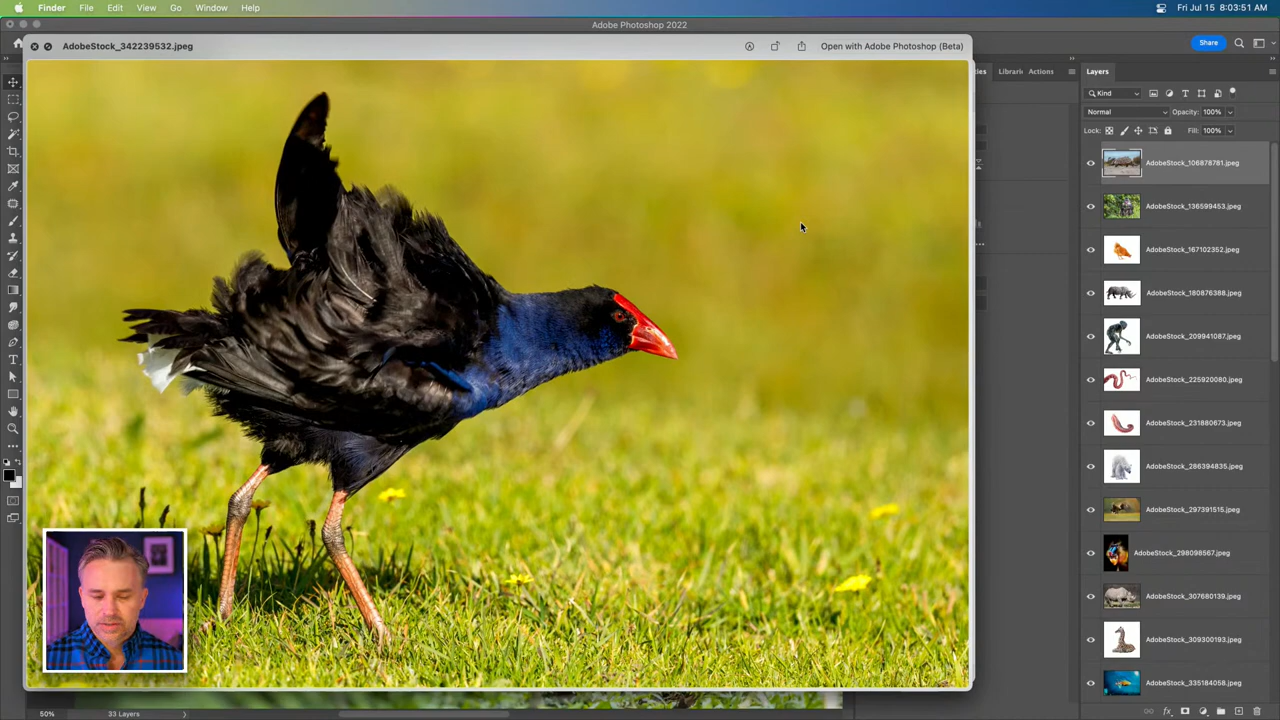 Finder File Edit View Go Window Help
Fri Jul 15 8:03:51 AM
Adobe Photoshop 2022
AdobeStock_342239532.jpeg
Open with Adobe Photoshop (Beta)
Share
Librari Actions
Layers
Kind
Normal Opacity: 100%
Lock: Fill: 100%
AdobeStock_106878781.jpeg
AdobeStock_136599453.jpeg
AdobeStock_167102352.jpeg
AdobeStock_180876388.jpeg
AdobeStock_209941087.jpeg
AdobeStock_225920080.jpeg
AdobeStock_231880673.jpeg
AdobeStock_286394835.jpeg
AdobeStock_297391515.jpeg
AdobeStock_298098567.jpeg
AdobeStock_307680139.jpeg
AdobeStock_309300193.jpeg
AdobeStock_335184058.jpeg
50% 33 Layers